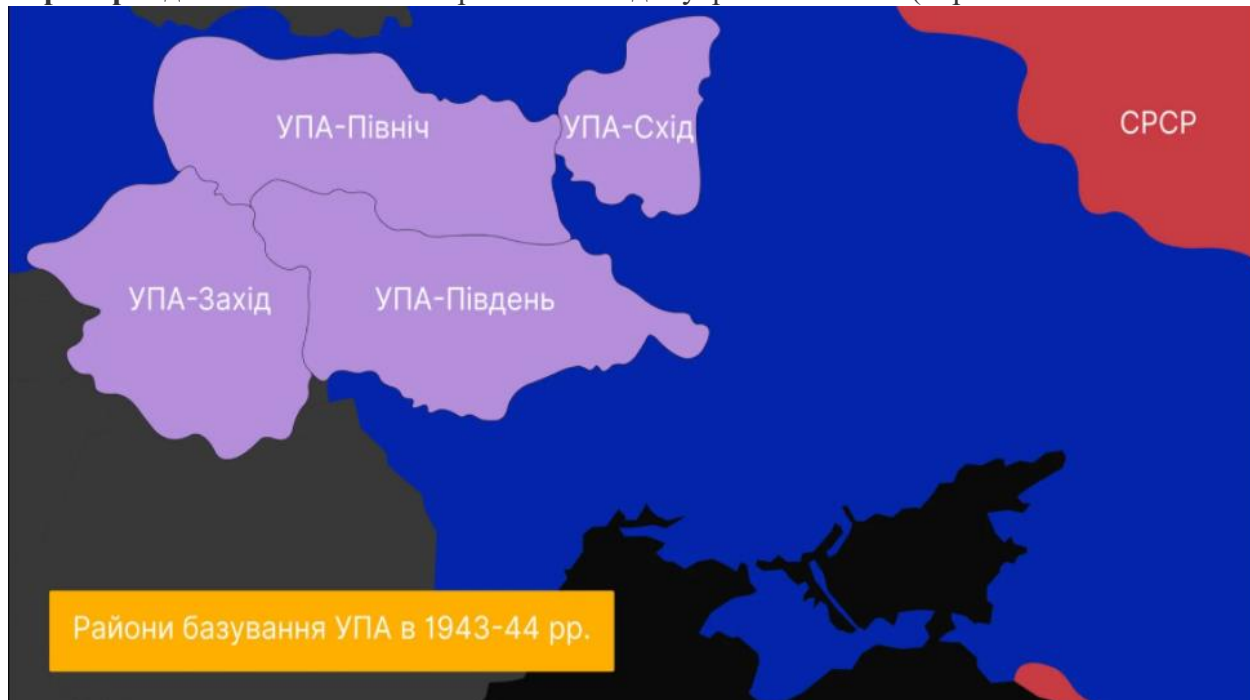 УПА-Північ
УПА-Схід
СРСР
УПА-Захід
УПА-Південь
Райони базування УПА в 1943-44 рр.